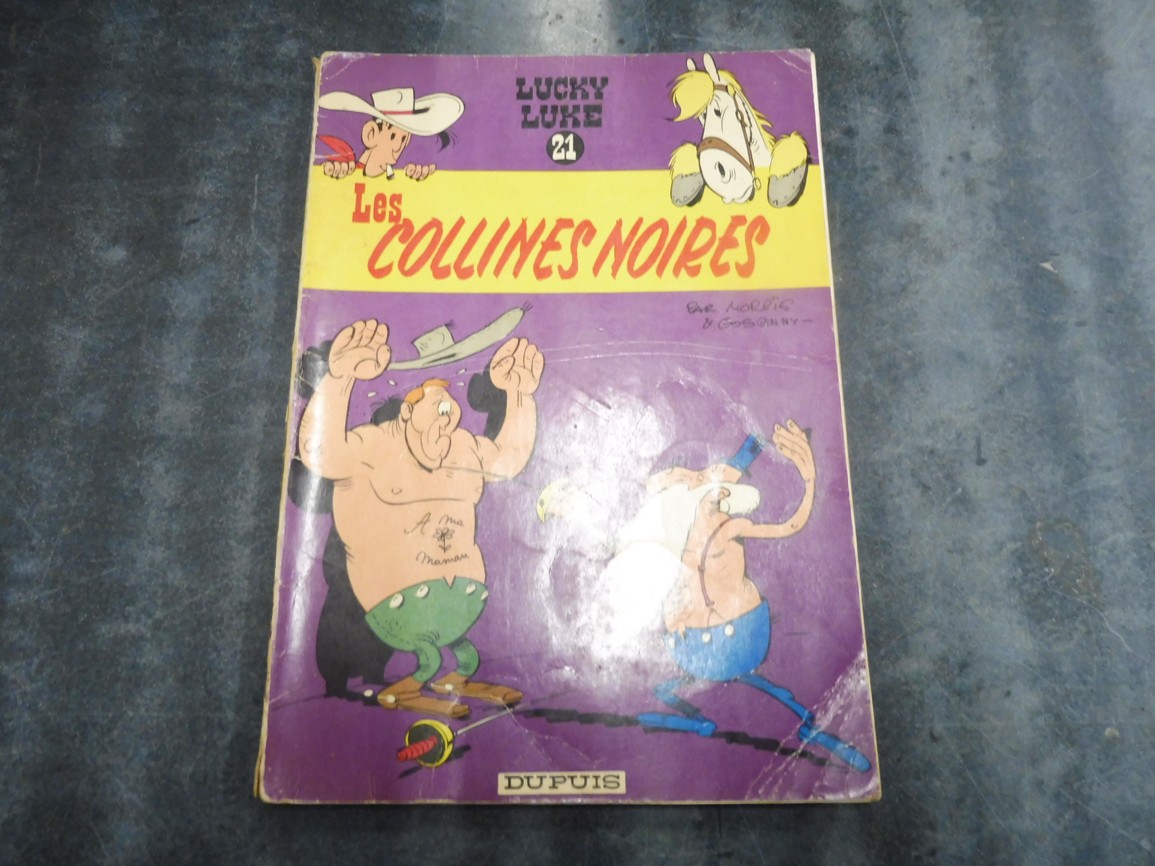 LUCKY
LUKE
21
Les
COLLINES NOIRES
PAR MORRIS
& GOSCINNY
A ma
maman
DUPUIS